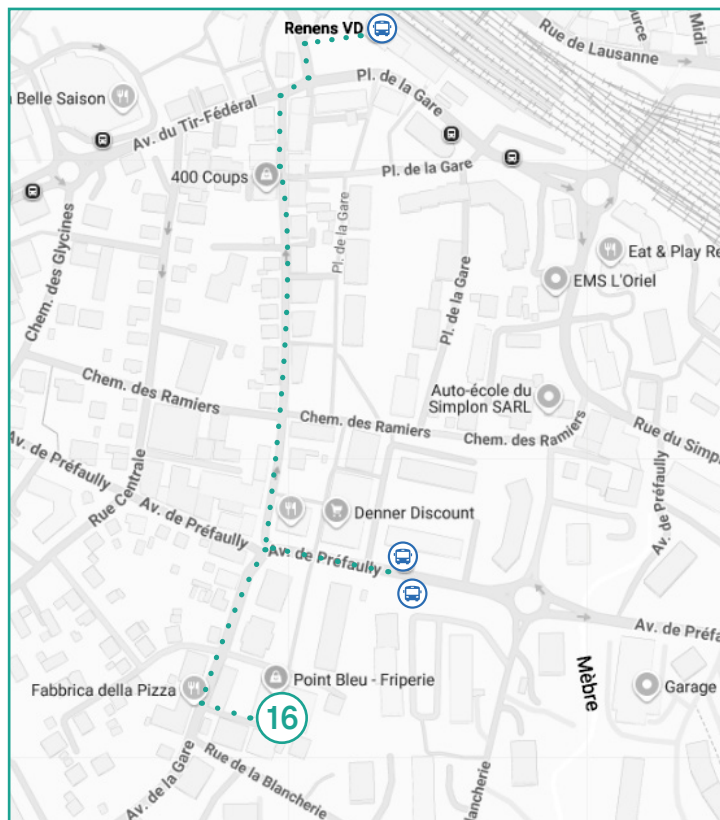 Renens VD
Rue de Lausanne
Midi
Belle Saison
Pl. de la Gare
Av. du Tir-Fédéral
400 Coups
Pl. de la Gare
Chem. des Glycines
Pl. de la Gare
Pl. de la Gare
Eat & Play Re
EMS L'Oriel
Chem. des Ramiers
Auto-école du
Simplon SARL
Chem. des Ramiers
Chem. des Ramiers
Rue du Simpl
Av. de Préfaully
Rue Centrale
Av. de Préfaully
Denner Discount
Av. de Préfaully
Av. de Préfaully
Av. de Préfa
Mèbre
Fabbrica della Pizza
Point Bleu - Friperie
Garage
16
Av. de la Gare
Rue de la Blancherie
ncherie